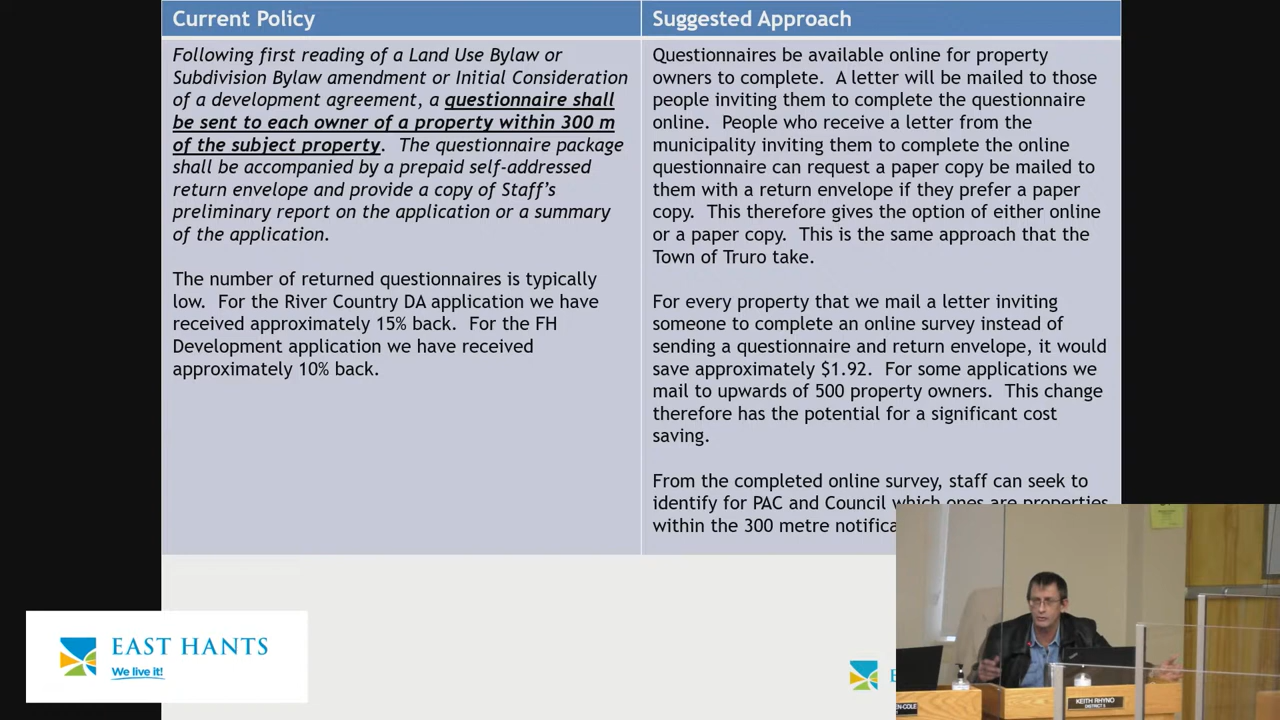 Current Policy
Following first reading of a Land Use Bylaw or
Subdivision Bylaw amendment or Initial Consideration
of a development agreement, a questionnaire shall
be sent to each owner of a property within 300 m
of the subject property. The questionnaire package
shall be accompanied by a prepaid self-addressed
return envelope and provide a copy of Staff's
preliminary report on the application or a summary
of the application.
The number of returned questionnaires is typically
low. For the River Country DA application we have
received approximately 15% back. For the FH
Development application we have received
approximately 10% back.
Suggested Approach
Questionnaires be available online for property
owners to complete. A letter will be mailed to those
people inviting them to complete the questionnaire
online. People who receive a letter from the
municipality inviting them to complete the online
questionnaire can request a paper copy be mailed to
them with a return envelope if they prefer a paper
copy. This therefore gives the option of either online
or a paper copy. This is the same approach that the
Town of Truro take.
For every property that we mail a letter inviting
someone to complete an online survey instead of
sending a questionnaire and return envelope, it would
save approximately $1.92. For some applications we
mail to upwards of 500 property owners. This change
therefore has the potential for a significant cost
saving.
From the completed online survey, staff can seek to
identify for PAC and Council which ones are properties
within the 300 metre
EAST HANTS
We live it!
KEITH RHYNO
DISTRICT